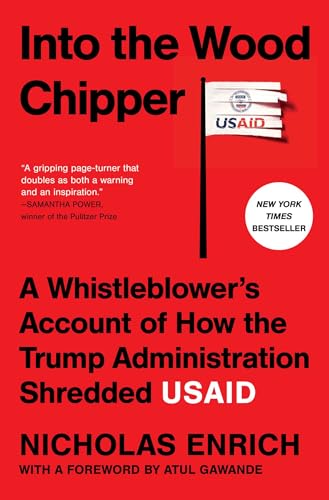 Into the Wood
Chipper
USAID
“A gripping page-turner that
doubles as both a warning
and an inspiration.”
—SAMANTHA POWER,
winner of the Pulitzer Prize
NEW YORK
TIMES
BESTSELLER
A Whistleblower’s
Account of How the
Trump Administration
Shredded USAID
NICHOLAS ENRICH
WITH A FOREWORD BY ATUL GAWANDE